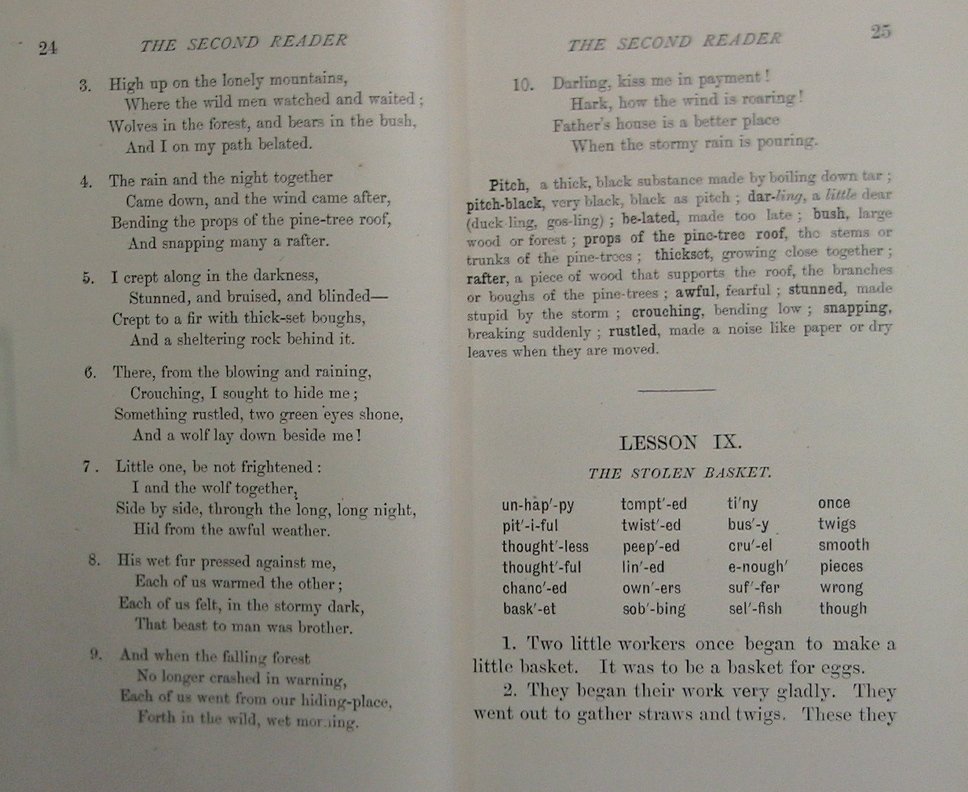 24
THE SECOND READER
3. High up on the lonely mountains,
Where the wild men watched and waited;
Wolves in the forest, and bears in the bush,
And I on my path belated.
4. The rain and the night together
Came down, and the wind came after,
Bending the props of the pine-tree roof,
And snapping many a rafter.
5. I crept along in the darkness,
Stunned, and bruised, and blinded—
Crept to a fir with thick-set boughs,
And a sheltering rock behind it.
6. There, from the blowing and raining,
Crouching, I sought to hide me;
Something rustled, two green eyes shone,
And a wolf lay down beside me!
7. Little one, be not frightened:
I and the wolf together,
Side by side, through the long, long night,
Hid from the awful weather.
8. His wet fur pressed against me,
Each of us warmed the other;
Each of us felt, in the stormy dark,
That beast to man was brother.
9. And when the falling forest
No longer crashed in warning,
Each of us went from our hiding-place,
Forth in the wild, wet morning.
THE SECOND READER
25
10. Darling, kiss me in payment!
Hark, how the wind is roaring!
Father's house is a better place
When the stormy rain is pouring.
Pitch, a thick, black substance made by boiling down tar;
pitch-black, very black, black as pitch; dar-ling, a little dear
(duck-ling, gos-ling); be-lated, made too late; bush, large
wood or forest; props of the pine-tree roof, the stems or
trunks of the pine-trees; thickset, growing close together;
rafter, a piece of wood that supports the roof, the branches
or boughs of the pine-trees; awful, fearful; stunned, made
stupid by the storm; crouching, bending low; snapping,
breaking suddenly; rustled, made a noise like paper or dry
leaves when they are moved.
LESSON IX.
THE STOLEN BASKET.
un-hap'-py tempt'-ed ti'ny once
pit'-i-ful twist'-ed bus'-y twigs
thought'-less peep'-ed cru'-el smooth
thought'-ful lin'-ed e-nough' pieces
chanc'-ed own'-ers suf'-fer wrong
bask'-et sob'-bing sel'-fish though
1. Two little workers once began to make a
little basket. It was to be a basket for eggs.
2. They began their work very gladly. They
went out to gather straws and twigs. These they